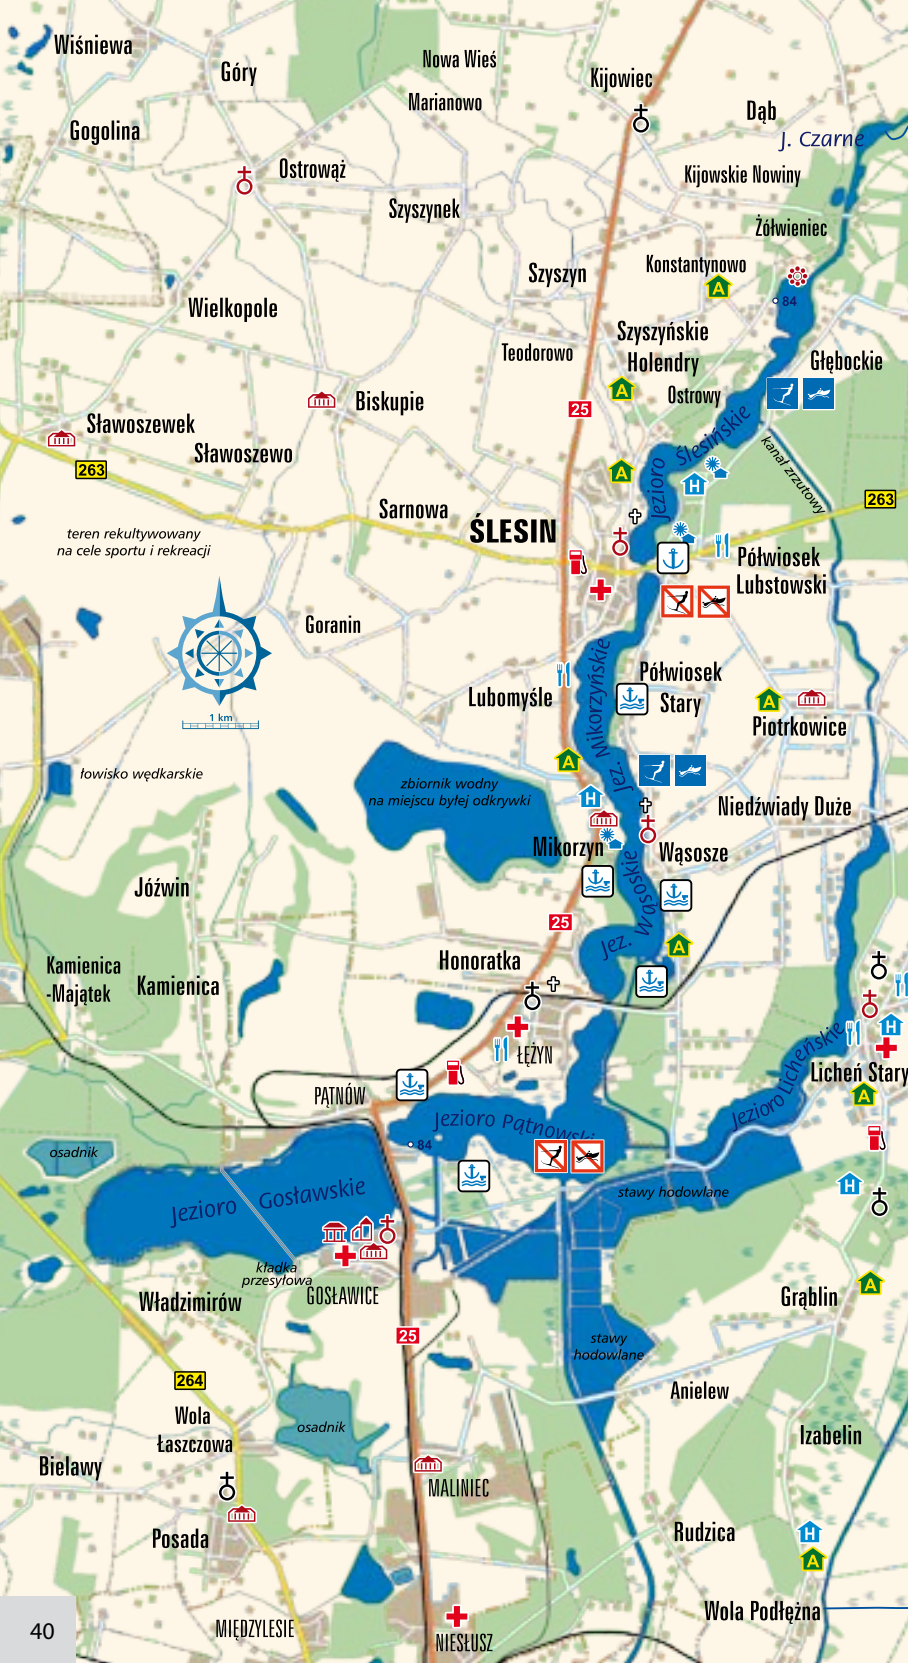 Wiśniewa
Góry
Nowa Wieś
Kijowiec
Marianowo
Dąb
Gogolina
J. Czarne
Ostrowąż
Kijowskie Nowiny
Szyszynek
Żółwieniec
Konstantynowo
Szyszyn
A
84
Wielkopole
Szyszyńskie
Holendry
Teodorowo
Głębockie
A
Ostrowy
Biskupie
25
Sławoszewek
Jezioro Ślesińskie
Sławoszewo
kanał zrzutowy
263
A
H
263
Sarnowa
ŚLESIN
teren rekultywowany
na cele sportu i rekreacji
Półwiosek
Lubstowski
Goranin
Jez. Mikorzyńskie
Półwiosek
Stary
Lubomyśle
A
Piotrkowice
1 km
A
łowisko wędkarskie
zbiornik wodny
na miejscu byłej odkrywki
H
Niedźwiady Duże
Mikorzyn
Wąsosze
Jóźwin
Jez. Wąsoskie
25
A
Honoratka
Kamienica
-Majątek
Kamienica
H
ŁĘŻYN
Jezioro Licheńskie
Licheń Stary
PĄTNÓW
A
Jezioro Pątnowskie
84
osadnik
H
stawy hodowlane
Jezioro Gosławskie
kładka
przesyłowa
GOSŁAWICE
A
Władzimirów
Grąblin
25
stawy
hodowlane
264
Anielew
Wola
Łaszczowa
osadnik
Izabelin
Bielawy
MALINIEC
Posada
Rudzica
H
A
Wola Podłężna
MIĘDZYLESIE
NIESŁUSZ
40